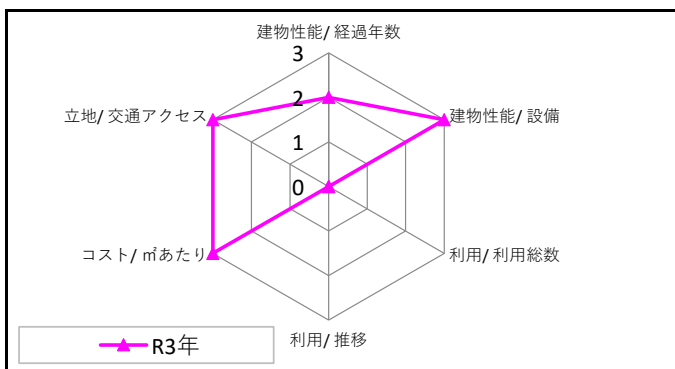 建物性能/ 経過年数
3
立地/ 交通アクセス
2
建物性能/ 設備
1
0
コスト/ ㎡あたり
利用/ 利用総数
利用/ 推移
R3年